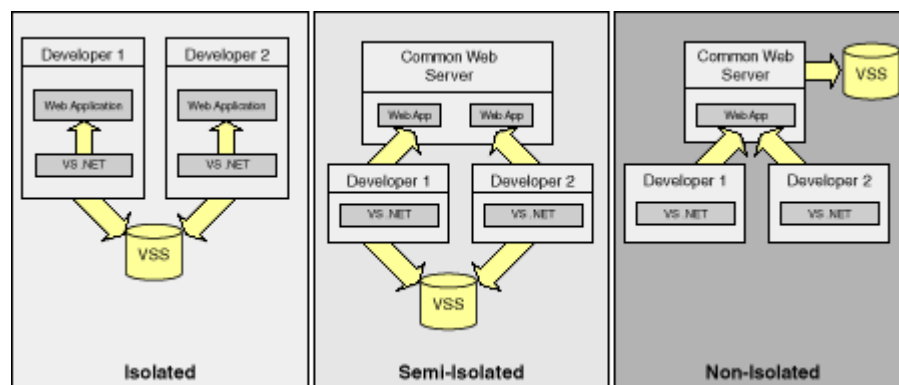 Developer 1
Developer 2
Web Application
Web Application
VS .NET
VS .NET
VSS
Isolated
Common Web
Server
Web App
Web App
Developer 1
Developer 2
VS .NET
VS .NET
VSS
Semi-Isolated
Common Web
Server
VSS
Web App
Developer 1
Developer 2
VS .NET
VS .NET
Non-Isolated